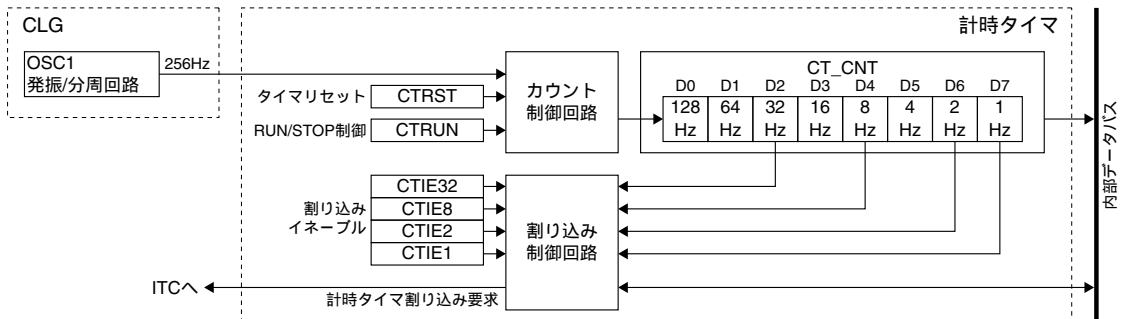 CLG
計時タイマ
OSC1
発振/分周回路
256Hz
タイマリセット
CTRST
RUN/STOP制御
CTRUN
カウント
制御回路
CT_CNT
D0 D1 D2 D3 D4 D5 D6 D7
128 64 32 16 8 4 2 1
Hz Hz Hz Hz Hz Hz Hz Hz
内部データバス
割り込み
イネーブル
CTIE32
CTIE8
CTIE2
CTIE1
割り込み
制御回路
ITCへ
計時タイマ割り込み要求